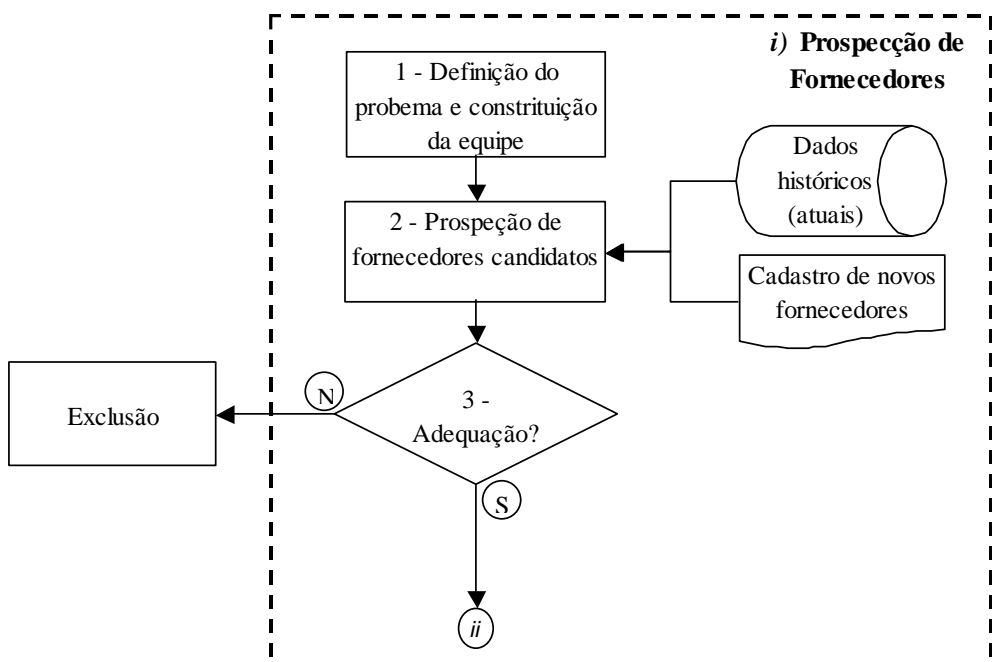 i) Prospecção de
Fornecedores
1 - Definição do
probema e constrituição
da equipe
Dados
históricos
(atuais)
2 - Prospeção de
fornecedores candidatos
Cadastro de novos
fornecedores
N
3 -
Adequação?
Exclusão
S
ii